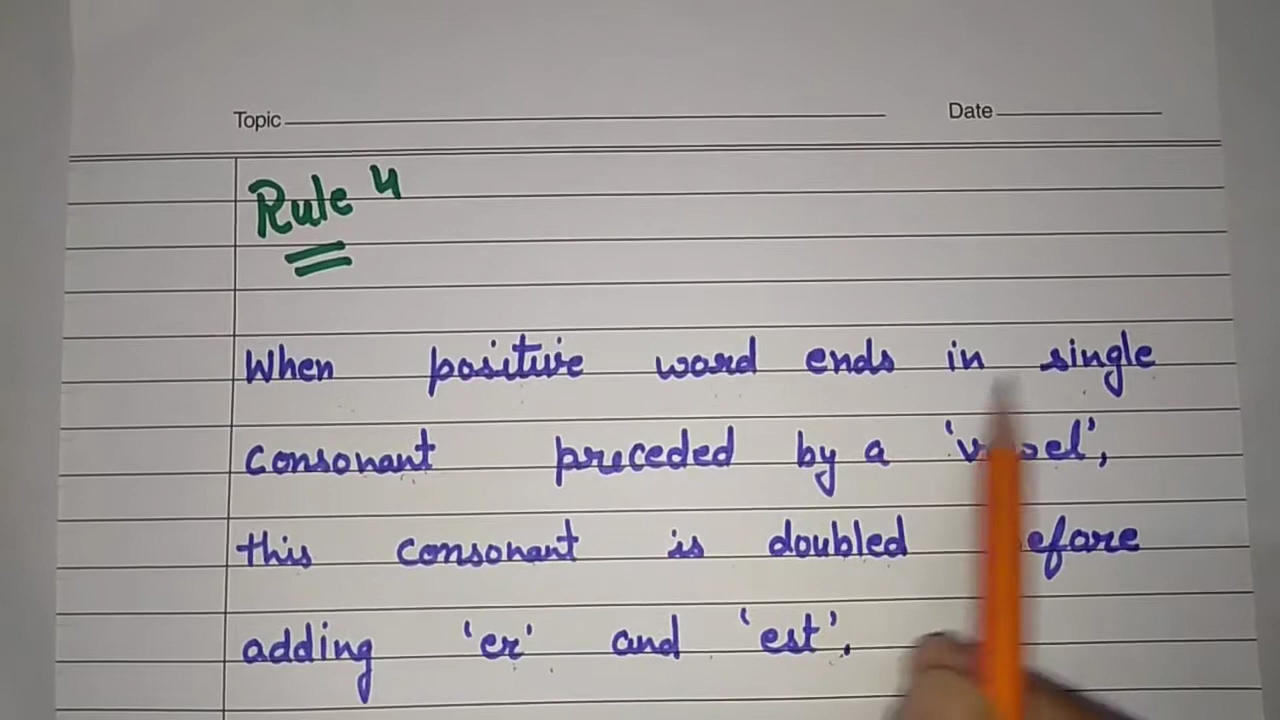 Topic Date
Rule 4
When positive word ends in single
consonant preceded by a
this consonant is doubled
adding 'er' and 'est'.